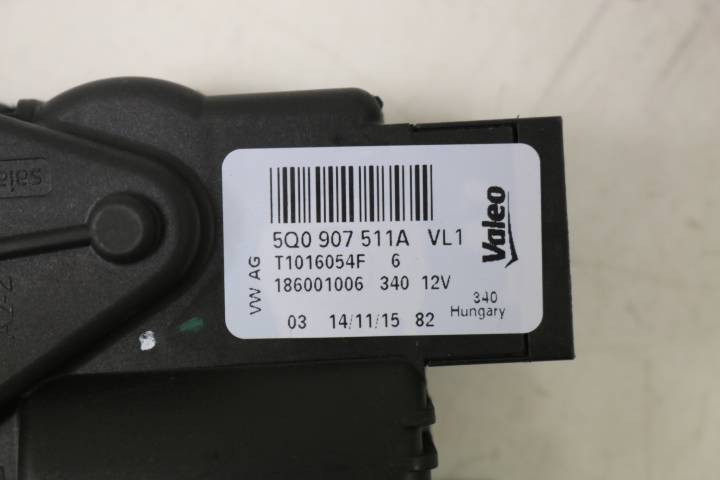 VW AG
5Q0 907 511A VL1
T1016054F 6
186001006 340 12V
03 14/11/15 82
Valeo
340
Hungary